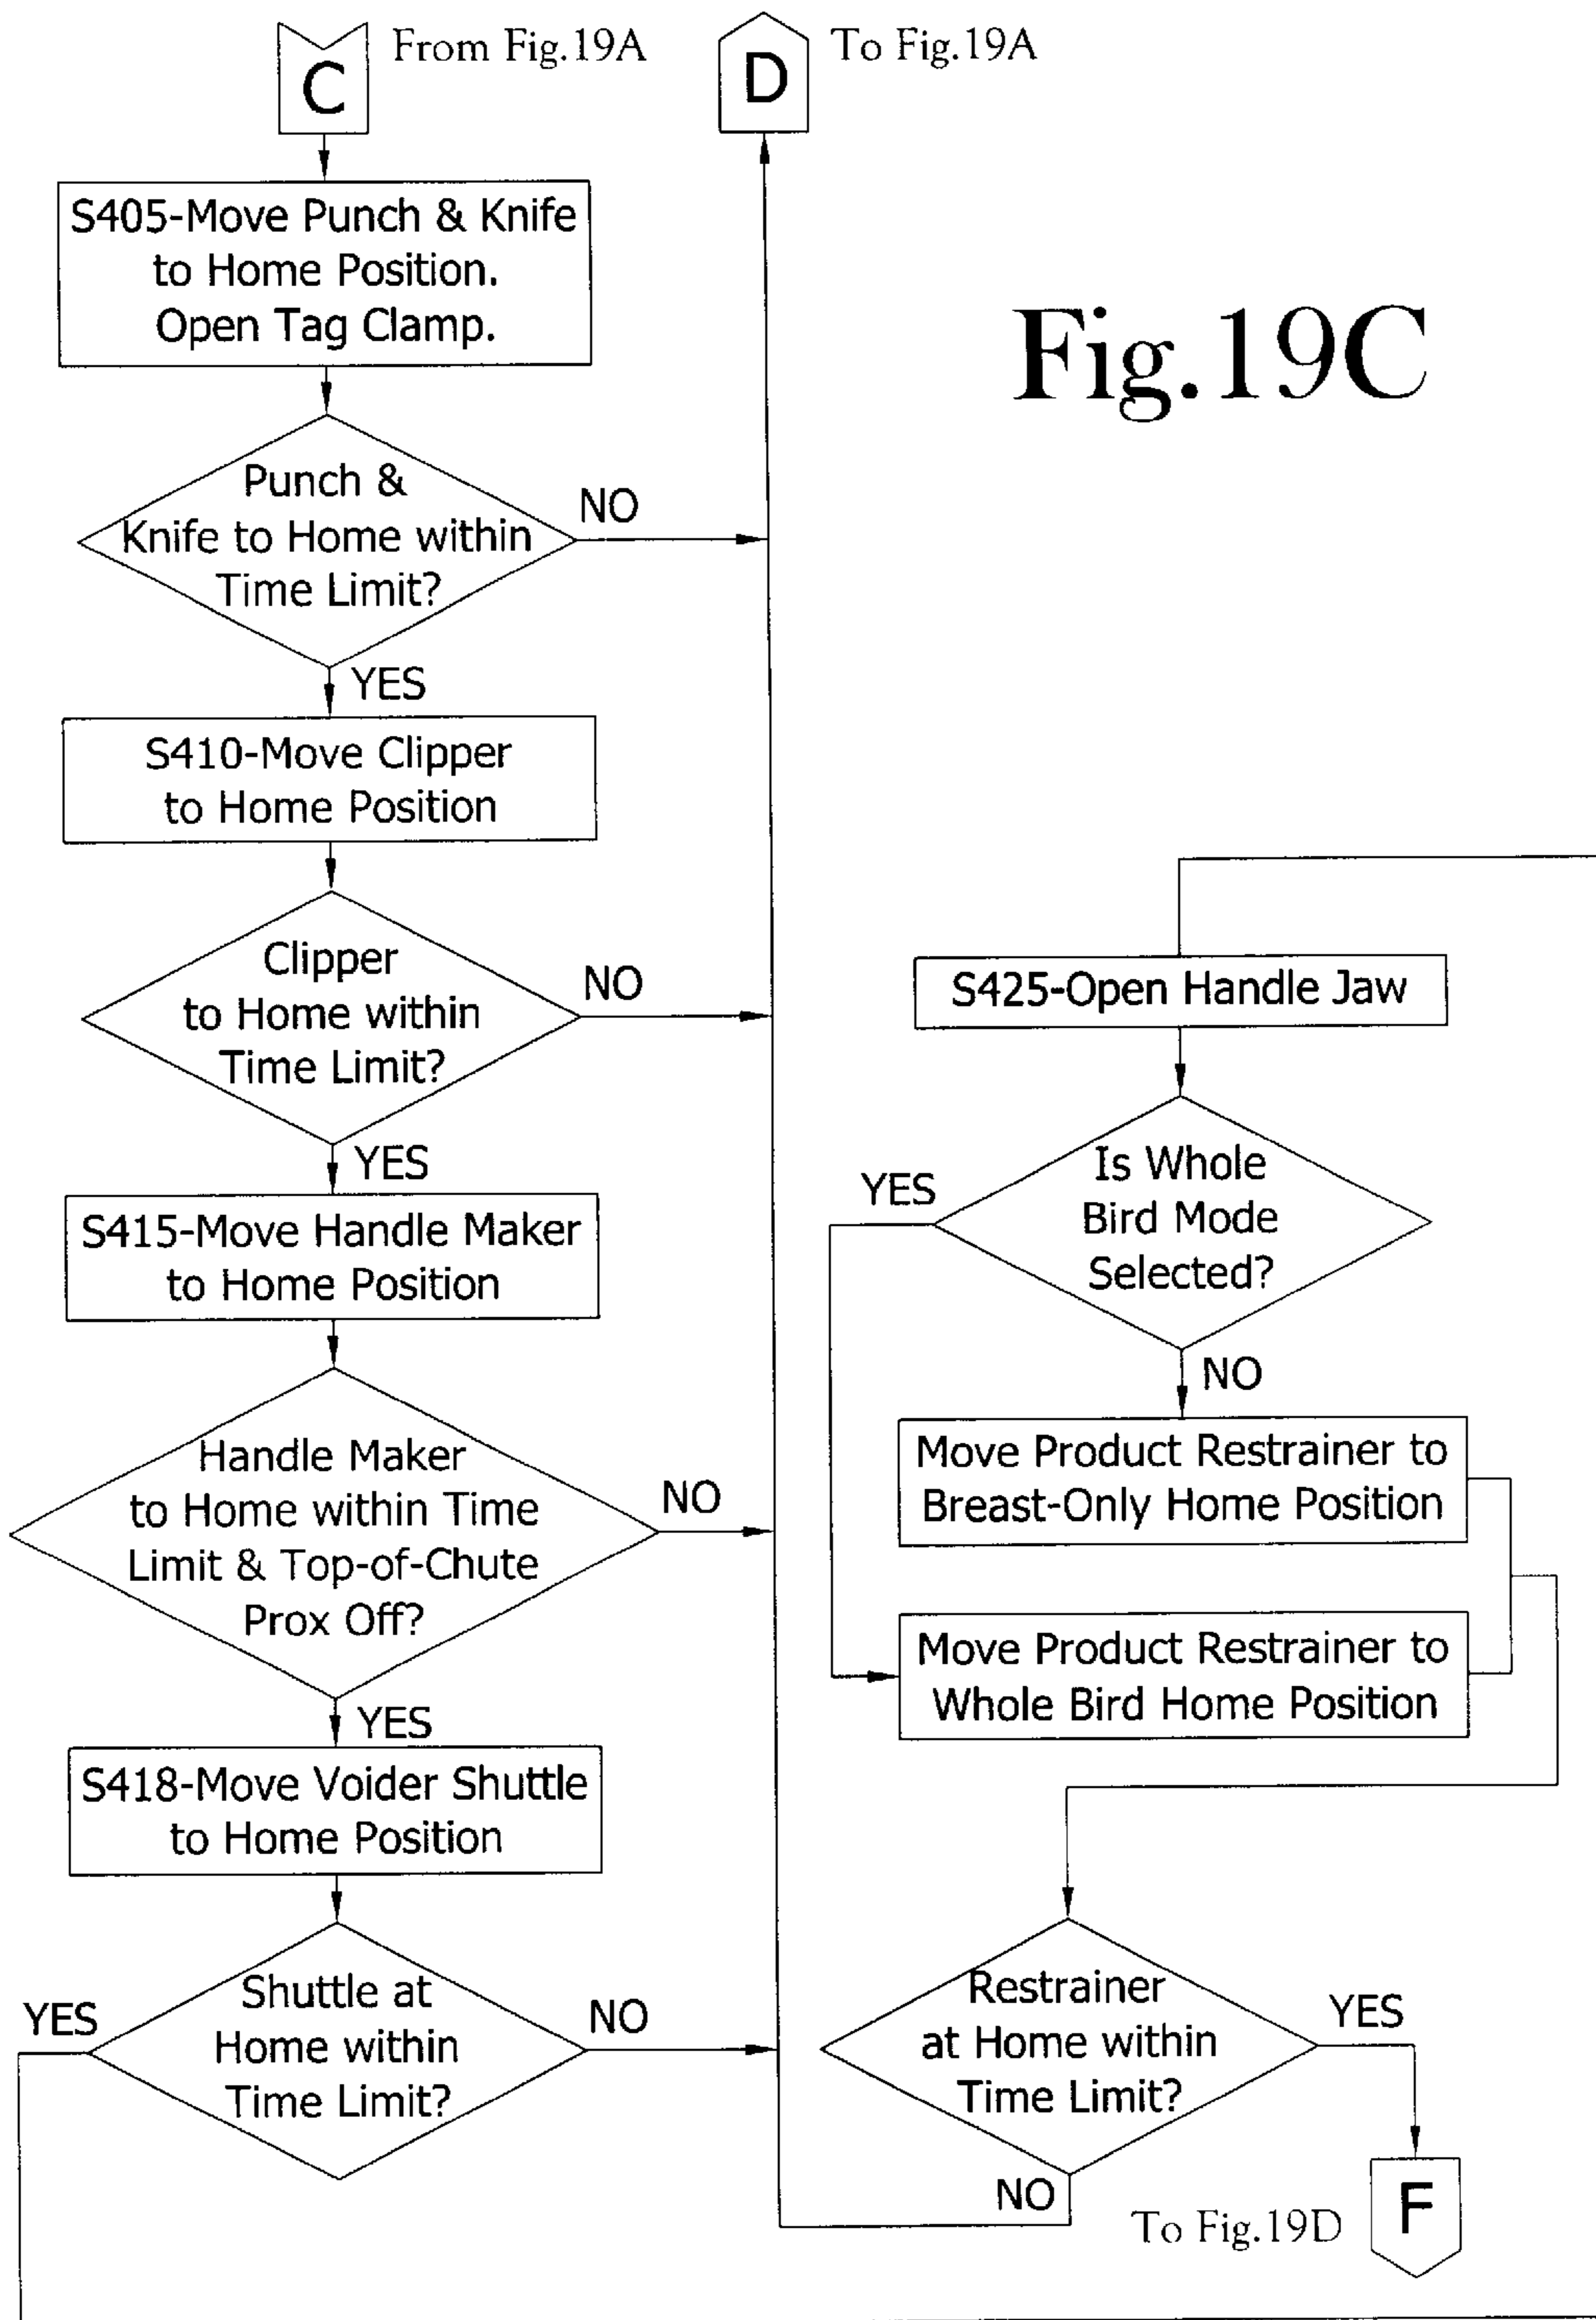 From Fig.19A
C
To Fig.19A
D
Fig.19C
S405-Move Punch & Knife
to Home Position.
Open Tag Clamp.
Punch &
Knife to Home within
Time Limit?
NO
YES
S410-Move Clipper
to Home Position
Clipper
to Home within
Time Limit?
NO
YES
S415-Move Handle Maker
to Home Position
Handle Maker
to Home within Time
Limit & Top-of-Chute
Prox Off?
NO
YES
S418-Move Voider Shuttle
to Home Position
Shuttle at
Home within
Time Limit?
YES
NO
S425-Open Handle Jaw
Is Whole
Bird Mode
Selected?
YES
NO
Move Product Restrainer to
Breast-Only Home Position
Move Product Restrainer to
Whole Bird Home Position
Restrainer
at Home within
Time Limit?
YES
NO
To Fig.19D
F